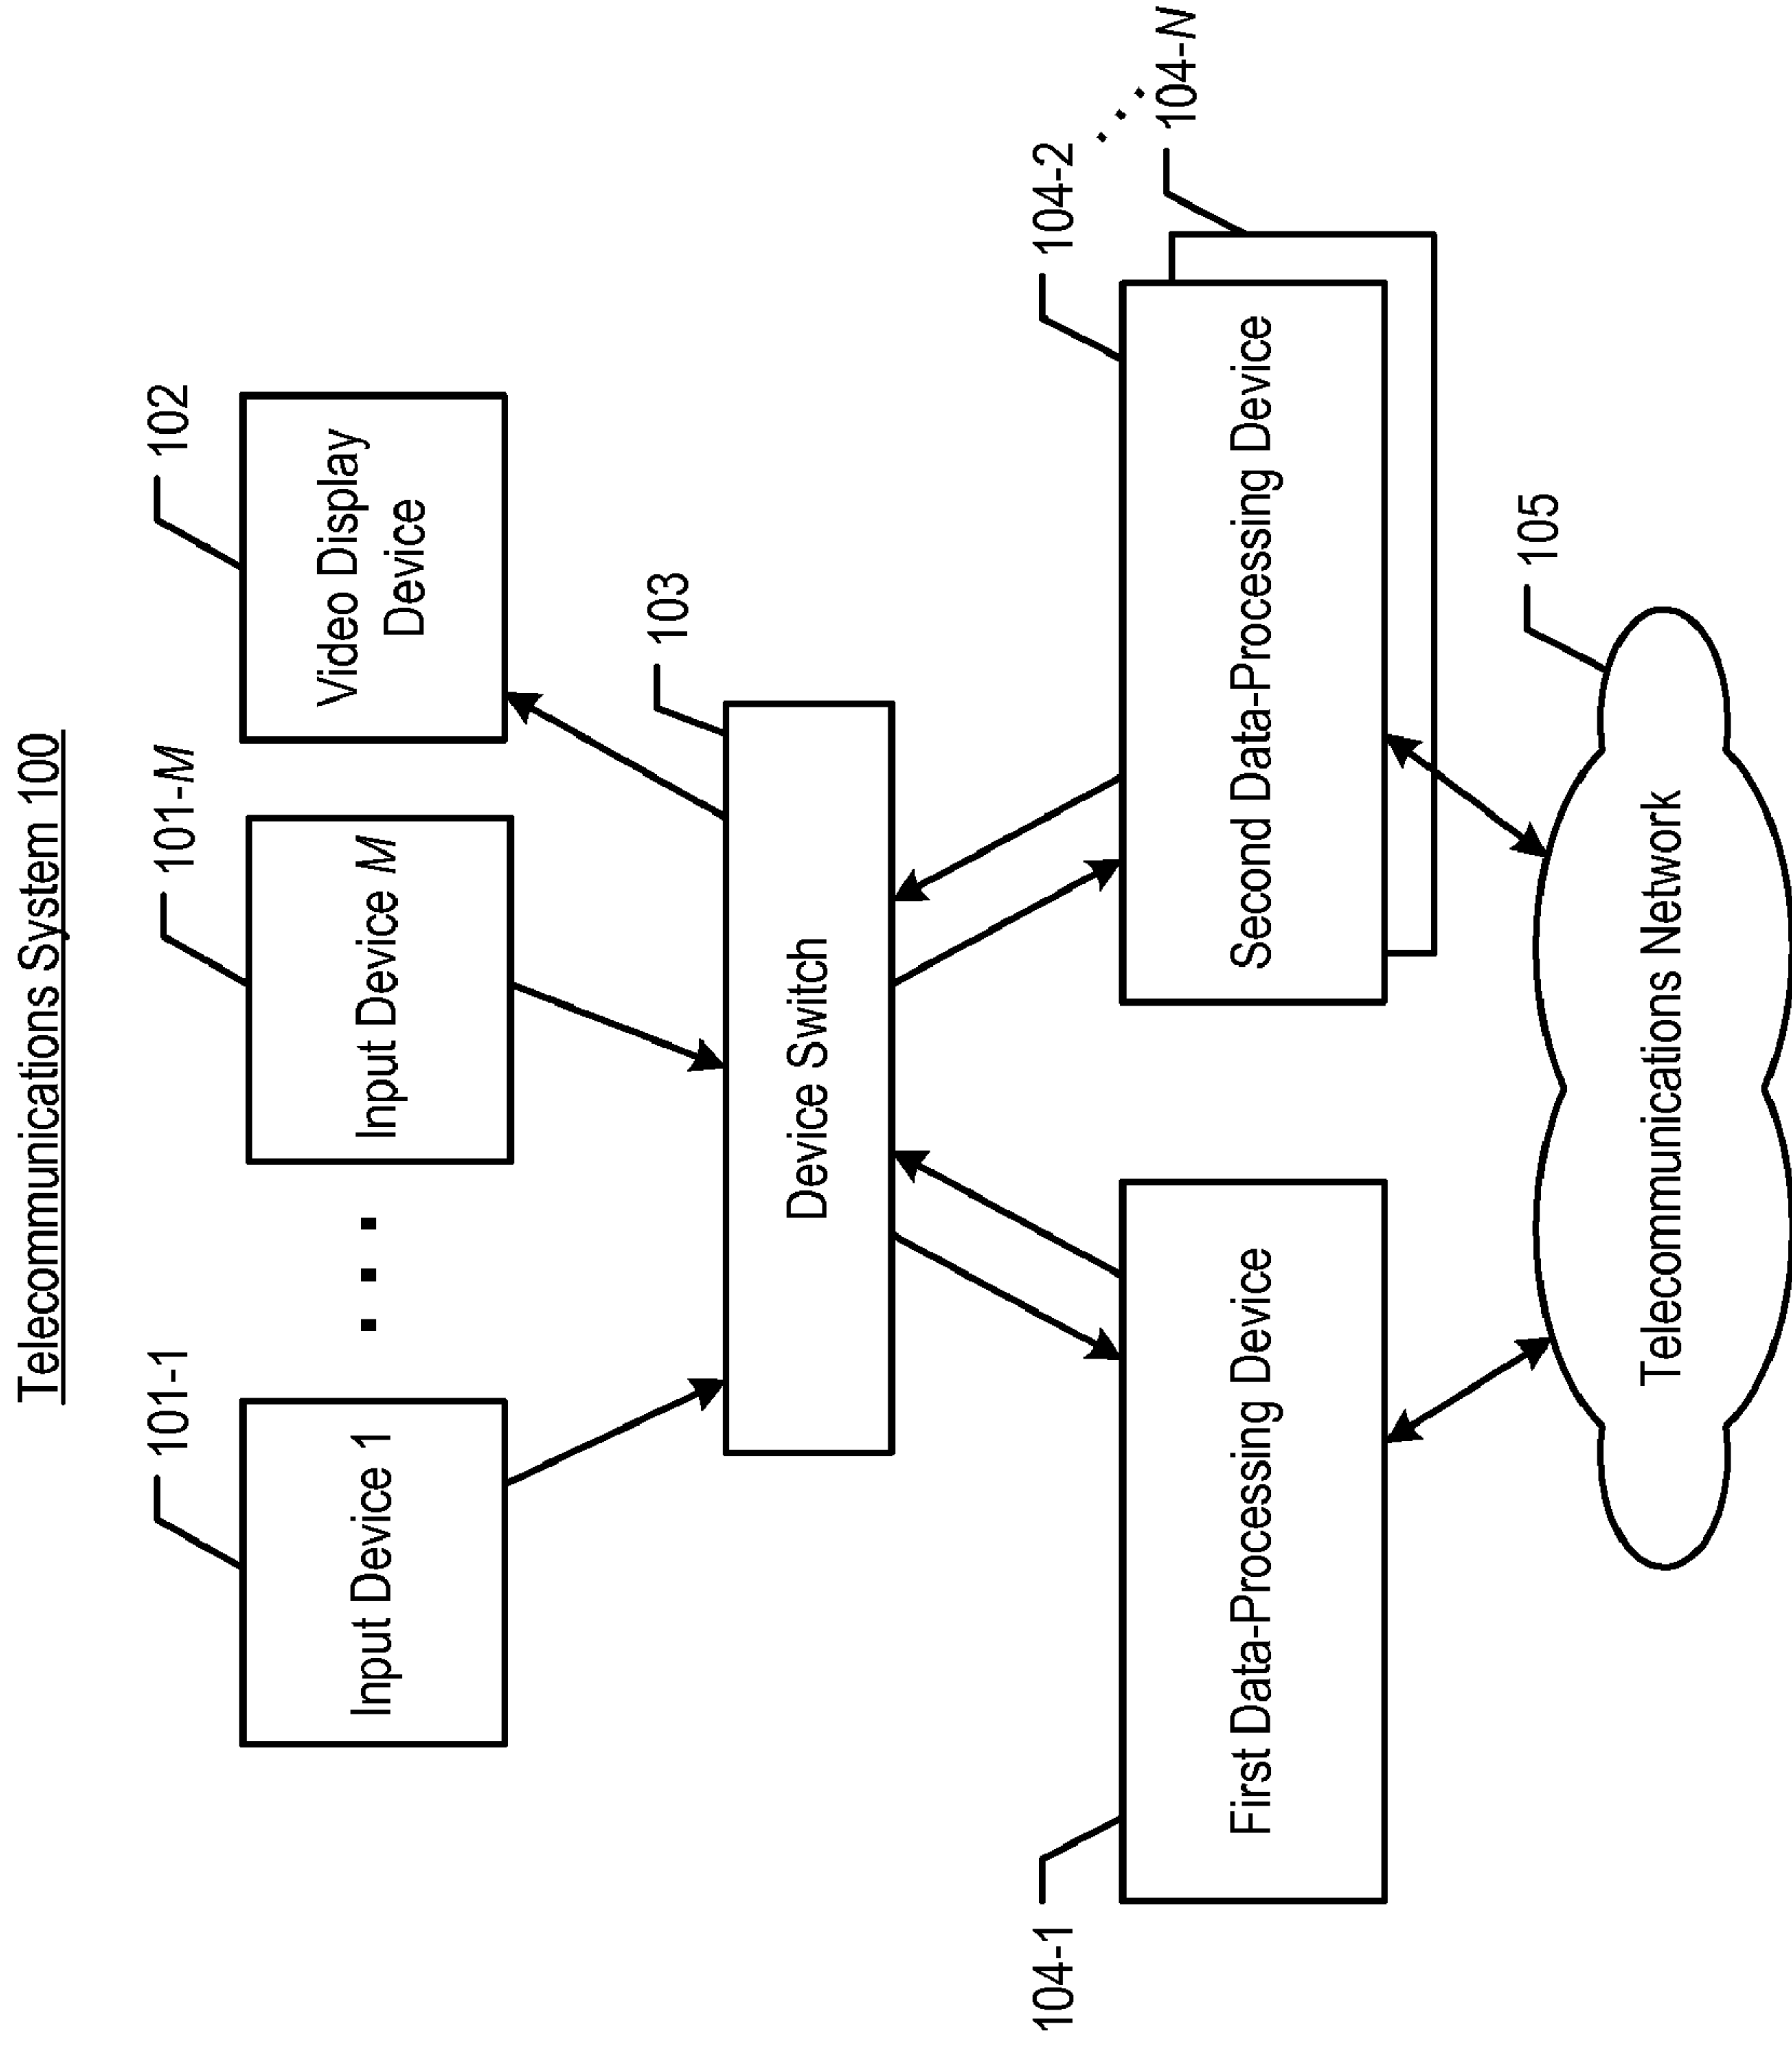 Telecommunications System 100
101-1
101-M
102
Input Device 1
Input Device M
Video Display
Device
103
Device Switch
104-1
104-2
104-N
First Data-Processing Device
Second Data-Processing Device
105
Telecommunications Network